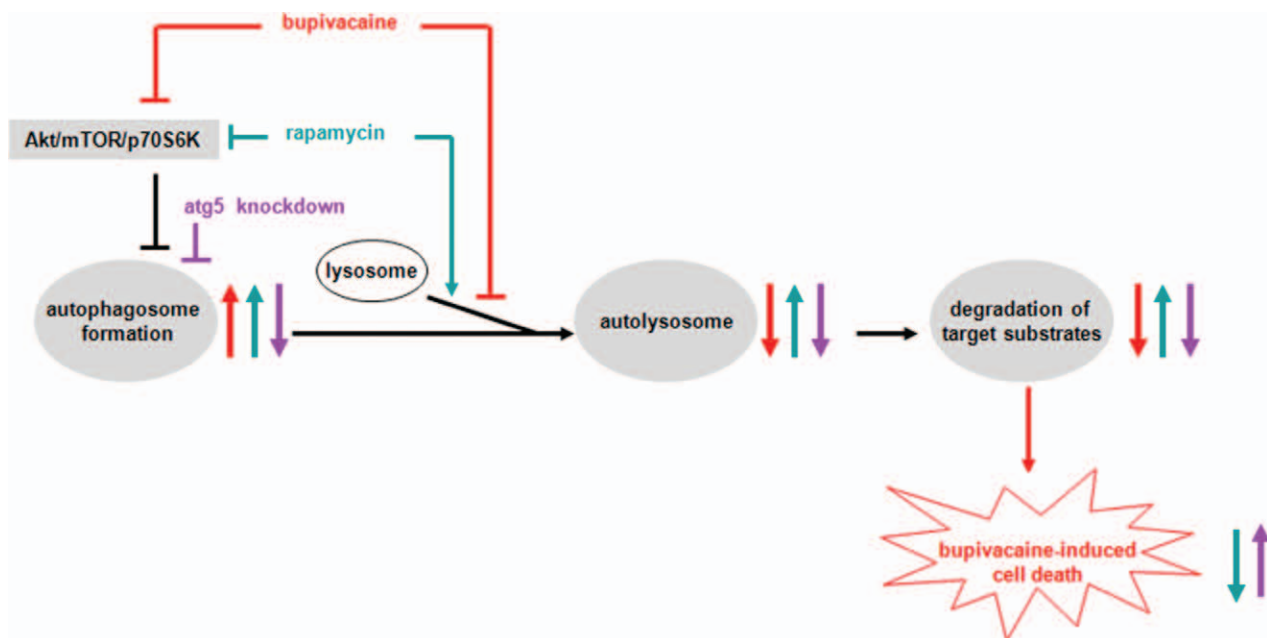 bupivacaine
Akt/mTOR/p70S6K
rapamycin
atg5 knockdown
lysosome
autophagosome
formation
autolysosome
degradation of
target substrates
bupivacaine-induced
cell death